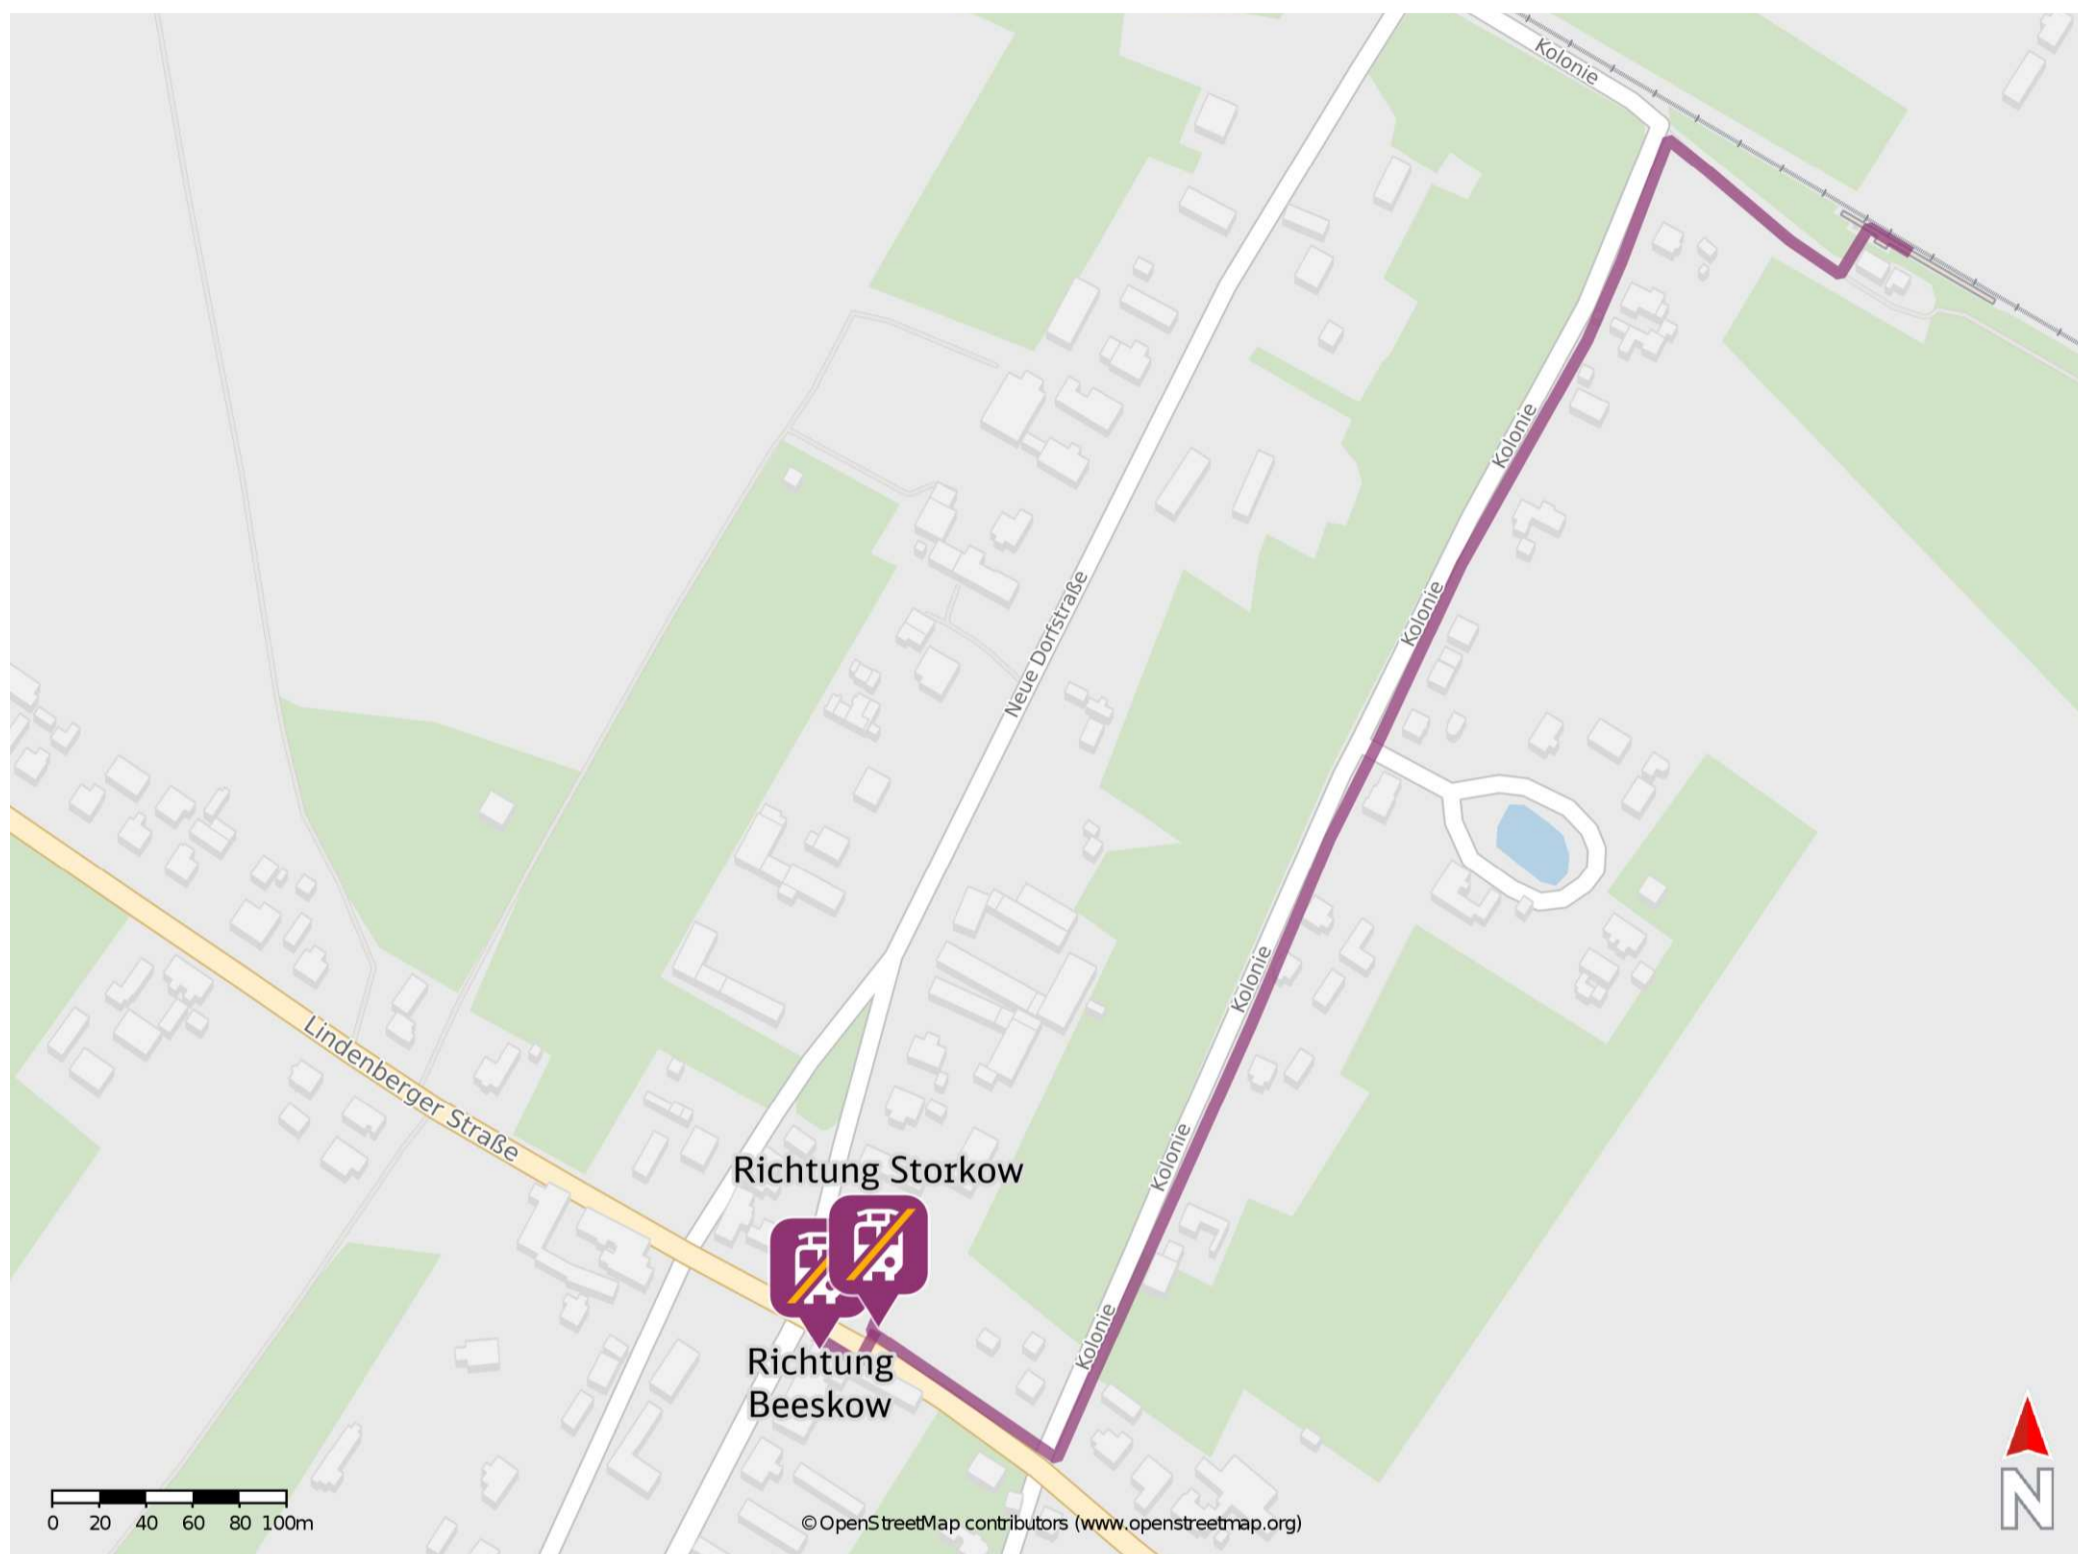 Kolonie
Kolonie
Kolonie
Neue Dorfstraße
Kolonie
Lindenberger Straße
Kolonie
Richtung Storkow
Kolonie
Richtung
Beeskow
N
0 20 40 60 80 100m
© OpenStreetMap contributors (www.openstreetmap.org)